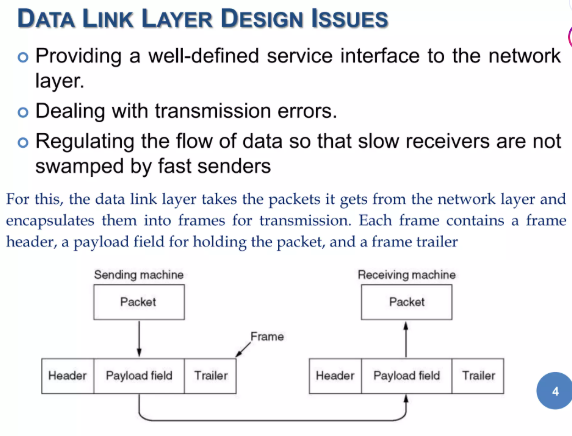 DATA LINK LAYER DESIGN ISSUES
Providing a well-defined service interface to the network
layer.
Dealing with transmission errors.
Regulating the flow of data so that slow receivers are not
swamped by fast senders
For this, the data link layer takes the packets it gets from the network layer and
encapsulates them into frames for transmission. Each frame contains a frame
header, a payload field for holding the packet, and a frame trailer
Sending machine
Receiving machine
Packet
Packet
Frame
Header
Payload field
Trailer
Header
Payload field
Trailer
4